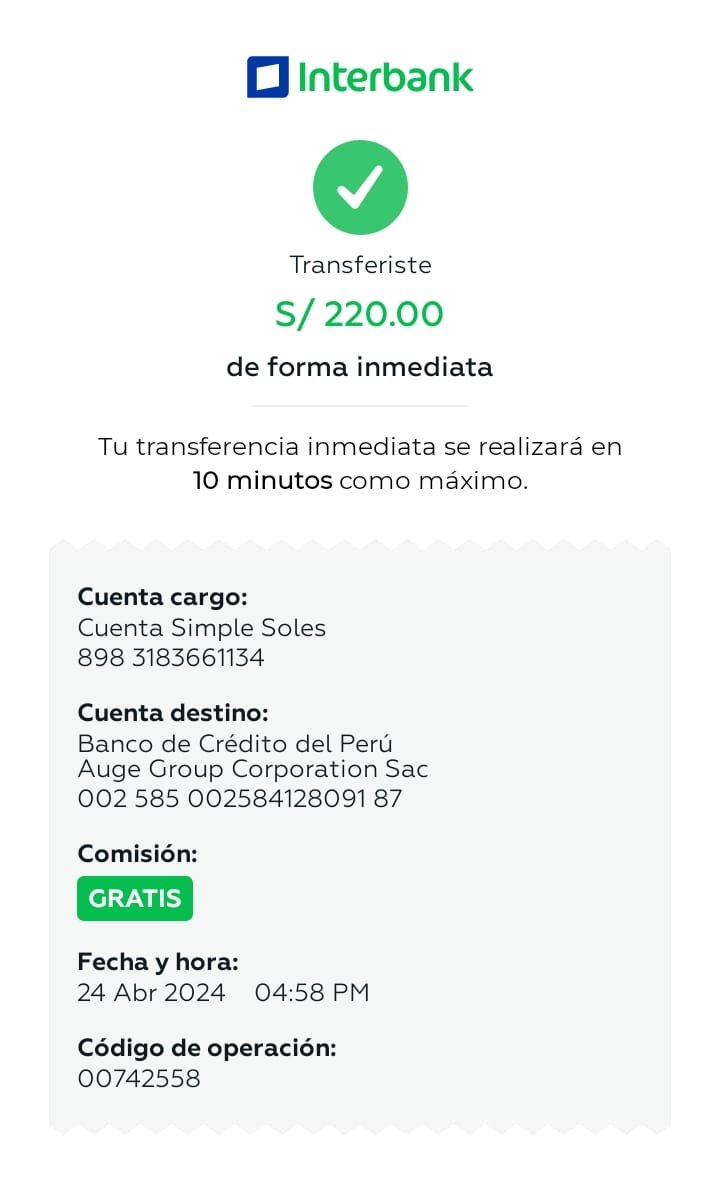 Interbank
Transferiste
S/ 220.00
de forma inmediata
Tu transferencia inmediata se realizará en
10 minutos como máximo.
Cuenta cargo:
Cuenta Simple Soles
898 3183661134
Cuenta destino:
Banco de Crédito del Perú
Auge Group Corporation Sac
002 585 002584128091 87
Comisión:
GRATIS
Fecha y hora:
24 Abr 2024 04:58 PM
Código de operación:
00742558